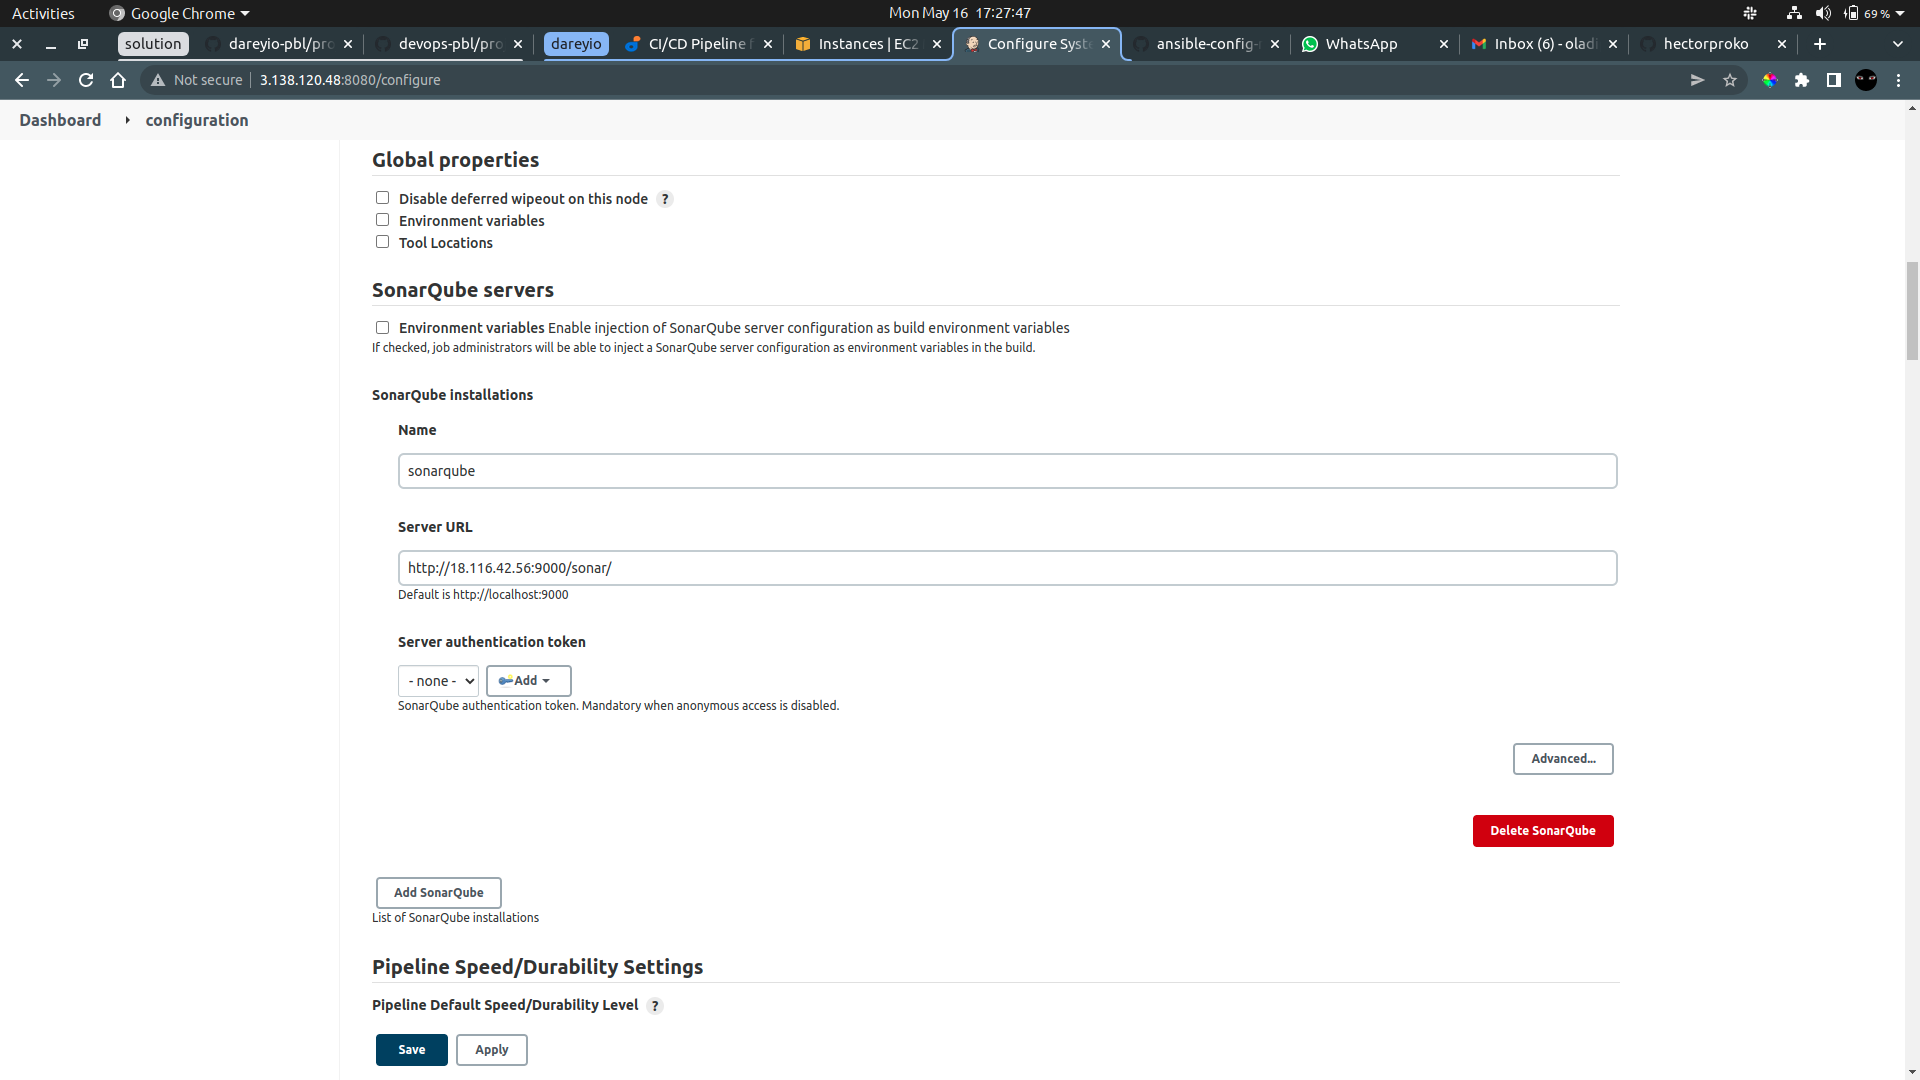 Activities
Google Chrome
Mon May 16 17:27:47
69 %
solution
dareyio-pbl/pro
devops-pbl/pro
dareyio
CI/CD Pipeline f
Instances | EC2
Configure Syst
ansible-config-
WhatsApp
Inbox (6) - oladi
hectorproko
Not secure
3.138.120.48:8080/configure
Dashboard
configuration
Global properties
Disable deferred wipeout on this node ?
Environment variables
Tool Locations
SonarQube servers
Environment variables Enable injection of SonarQube server configuration as build environment variables
If checked, job administrators will be able to inject a SonarQube server configuration as environment variables in the build.
SonarQube installations
Name
sonarqube
Server URL
http://18.116.42.56:9000/sonar/
Default is http://localhost:9000
Server authentication token
- none -
Add
SonarQube authentication token. Mandatory when anonymous access is disabled.
Advanced...
Delete SonarQube
Add SonarQube
List of SonarQube installations
Pipeline Speed/Durability Settings
Pipeline Default Speed/Durability Level ?
Save
Apply